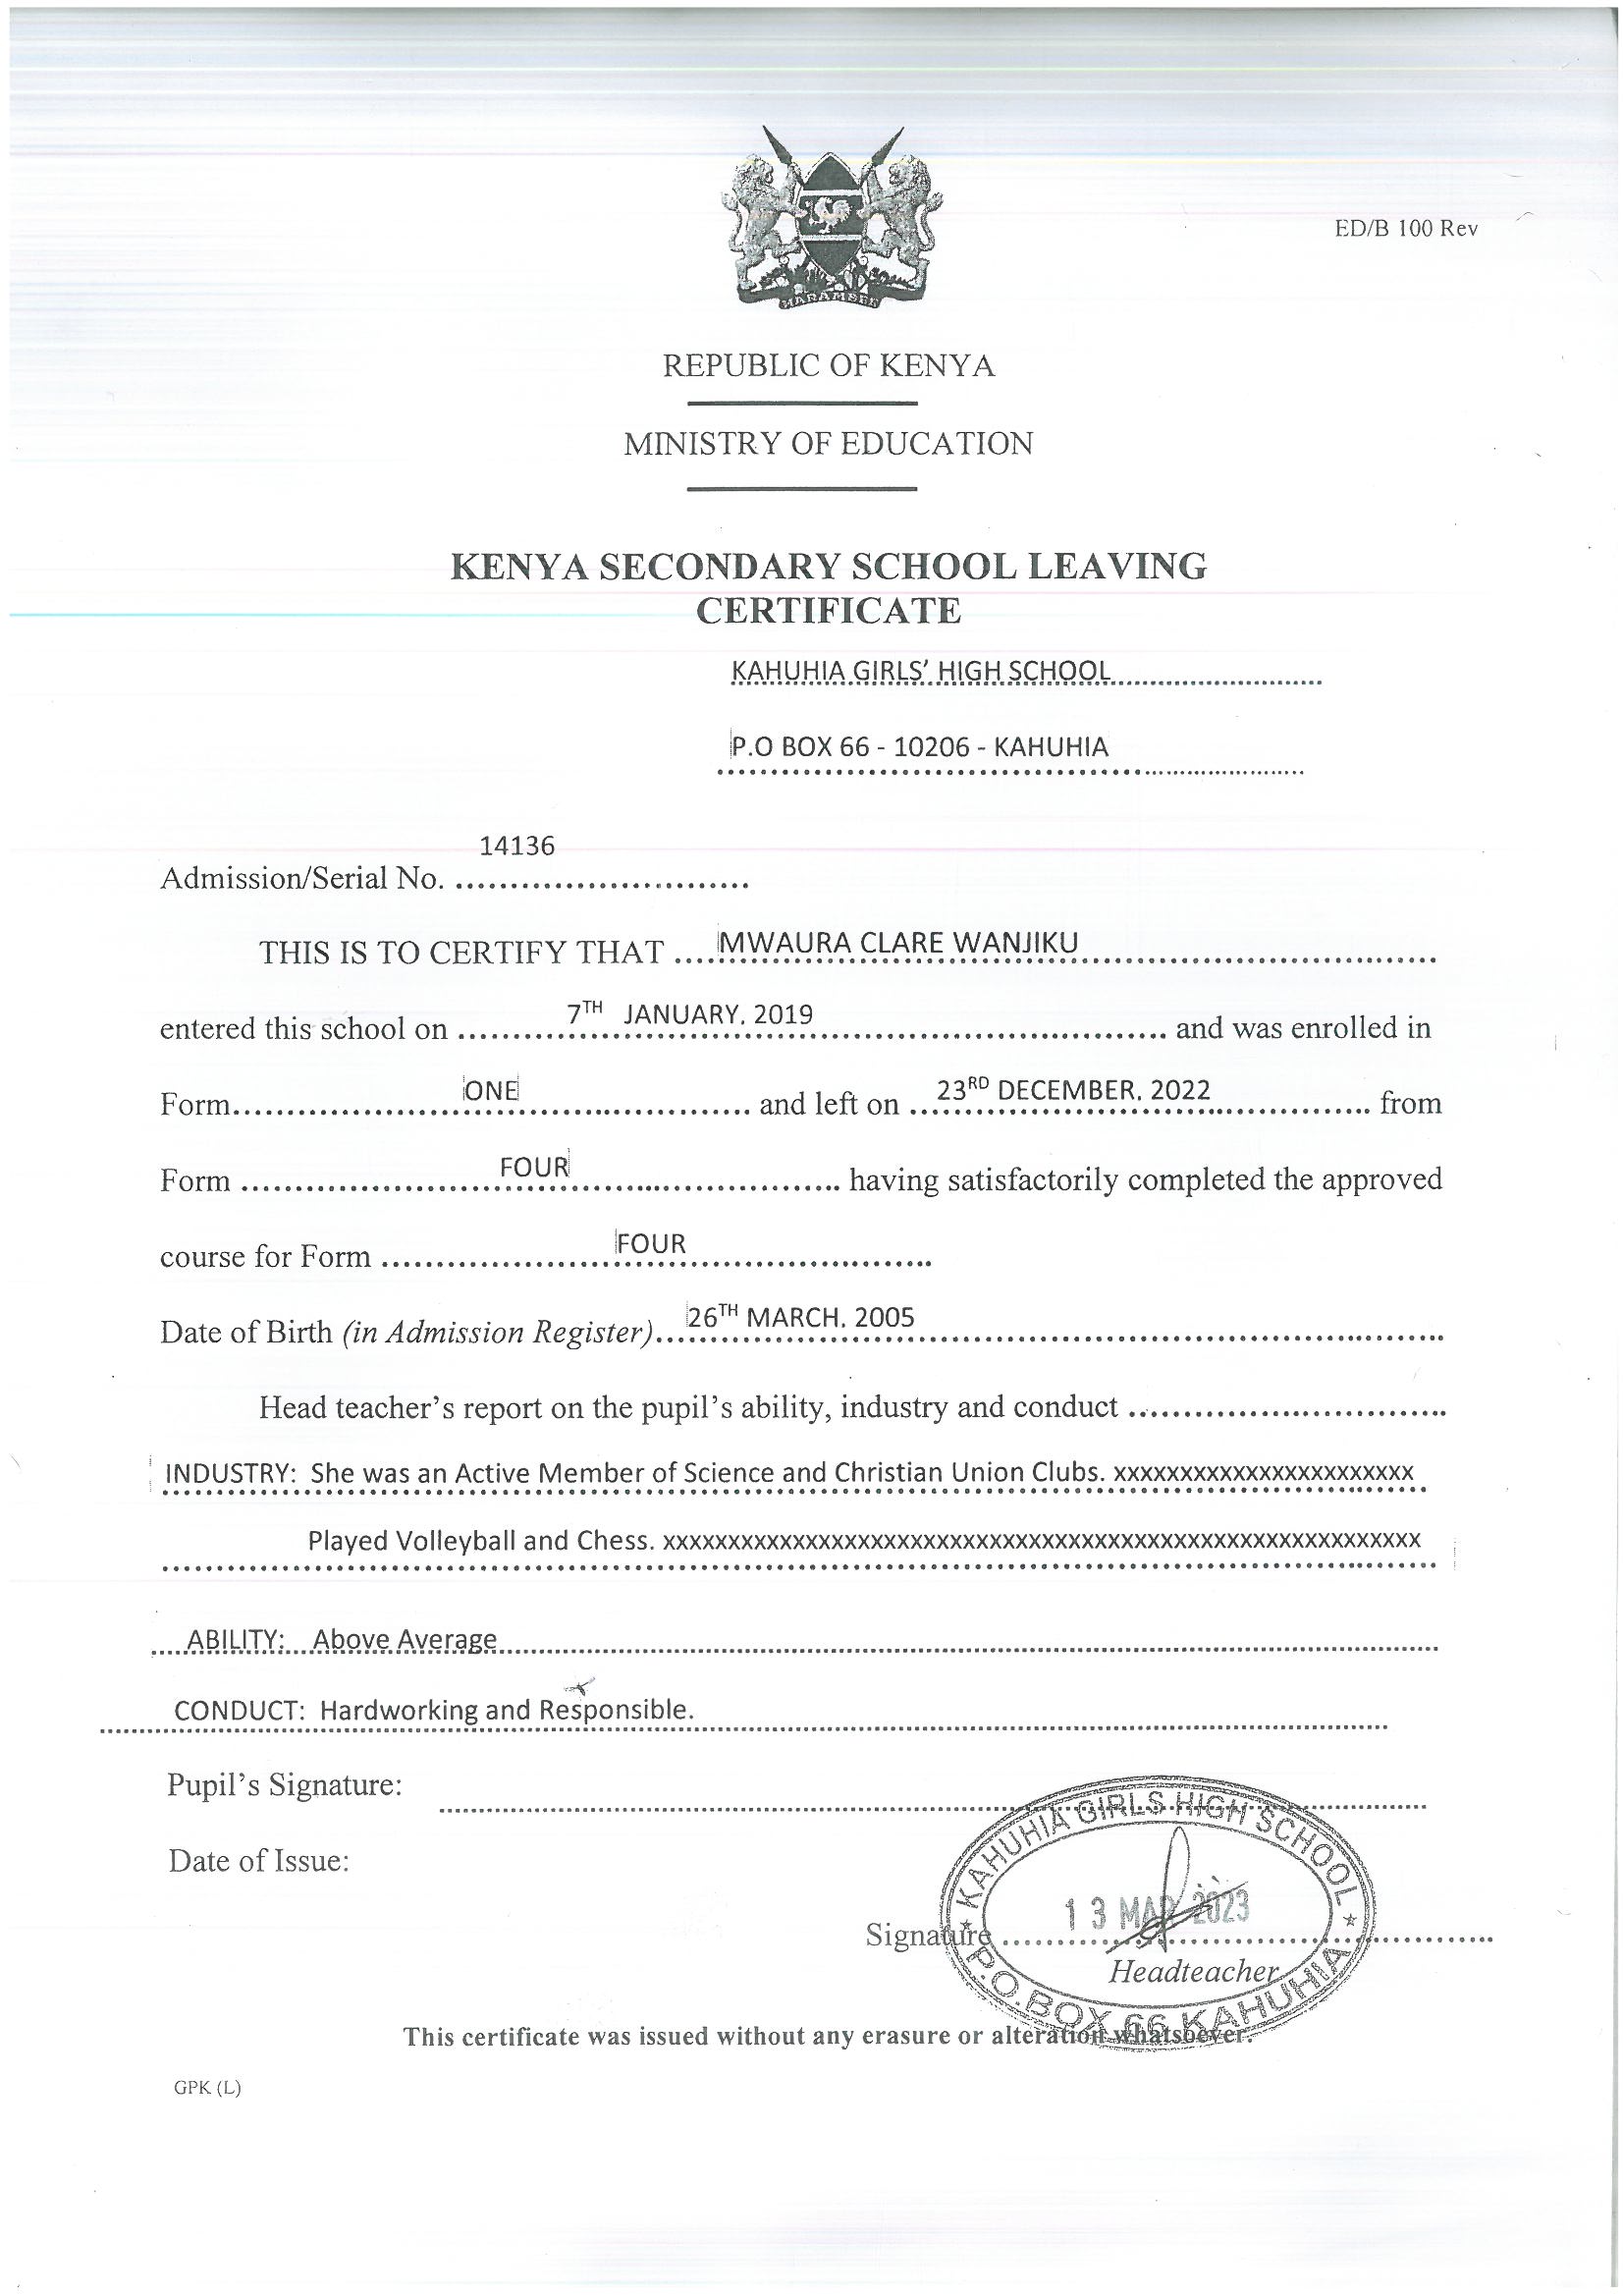 HARAMBEE
ED/B 100 Rev
REPUBLIC OF KENYA
MINISTRY OF EDUCATION
KENYA SECONDARY SCHOOL LEAVING
CERTIFICATE
KAHUHIA GIRLS’ HIGH SCHOOL
P.O BOX 66 - 10206 - KAHUHIA
14136
Admission/Serial No. ...........................
THIS IS TO CERTIFY THAT ....MWAURA CLARE WANJIKU
entered this school on 7TH JANUARY, 2019 and was enrolled in
Form ONE and left on 23RD DECEMBER, 2022 from
Form FOUR having satisfactorily completed the approved
course for Form FOUR
Date of Birth (in Admission Register) 26TH MARCH, 2005
Head teacher’s report on the pupil’s ability, industry and conduct
INDUSTRY: She was an Active Member of Science and Christian Union Clubs. xxxxxxxxxxxxxxxxxxxxxxx
Played Volleyball and Chess. xxxxxxxxxxxxxxxxxxxxxxxxxxxxxxxxxxxxxxxxxxxxxxxxxxxxxxxxxx
ABILITY: Above Average
CONDUCT: Hardworking and Responsible.
Pupil’s Signature:
Date of Issue:
KAHUHIA GIRLS HIGH SCHOOL
13 MAR 2023
Signature
Headteacher
P.O. BOX 66 KAHUHIA
This certificate was issued without any erasure or alteration whatsoever.
GPK (L)